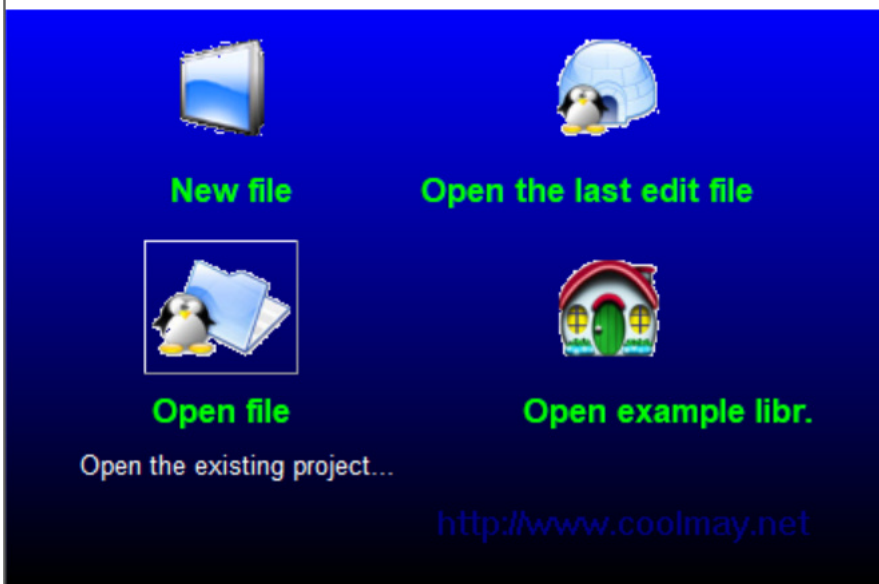 New file
Open the last edit file
Open file
Open example libr.
Open the existing project...
http://www.coolmay.net